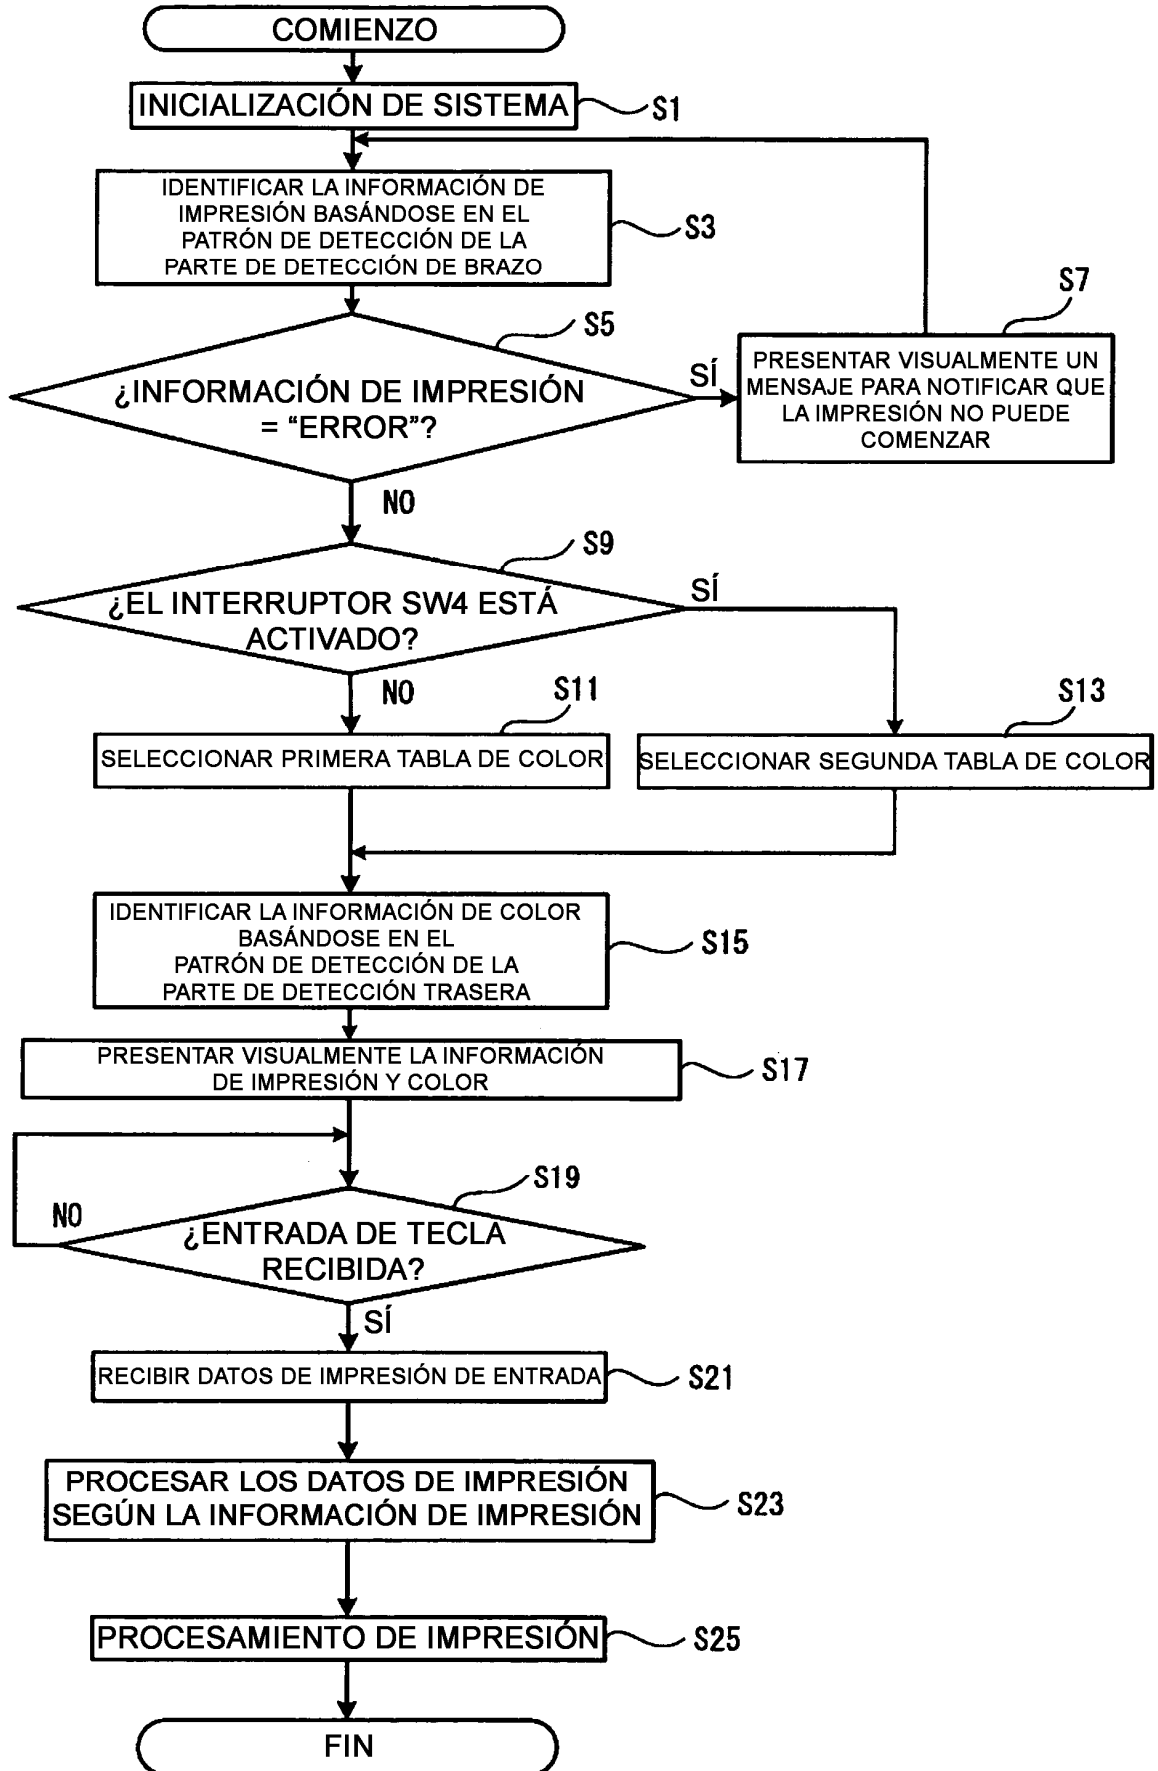 COMIENZO
INICIALIZACIÓN DE SISTEMA
S1
IDENTIFICAR LA INFORMACIÓN DE
IMPRESIÓN BASÁNDOSE EN EL
PATRÓN DE DETECCIÓN DE LA
PARTE DE DETECCIÓN DE BRAZO
S3
S5
¿INFORMACIÓN DE IMPRESIÓN
= “ERROR”?
SÍ
S7
PRESENTAR VISUALMENTE UN
MENSAJE PARA NOTIFICAR QUE
LA IMPRESIÓN NO PUEDE
COMENZAR
NO
S9
¿EL INTERRUPTOR SW4 ESTÁ
ACTIVADO?
SÍ
NO
S11
SELECCIONAR PRIMERA TABLA DE COLOR
S13
SELECCIONAR SEGUNDA TABLA DE COLOR
IDENTIFICAR LA INFORMACIÓN DE COLOR
BASÁNDOSE EN EL
PATRÓN DE DETECCIÓN DE LA
PARTE DE DETECCIÓN TRASERA
S15
PRESENTAR VISUALMENTE LA INFORMACIÓN
DE IMPRESIÓN Y COLOR
S17
S19
NO
¿ENTRADA DE TECLA
RECIBIDA?
SÍ
RECIBIR DATOS DE IMPRESIÓN DE ENTRADA
S21
PROCESAR LOS DATOS DE IMPRESIÓN
SEGÚN LA INFORMACIÓN DE IMPRESIÓN
S23
PROCESAMIENTO DE IMPRESIÓN
S25
FIN